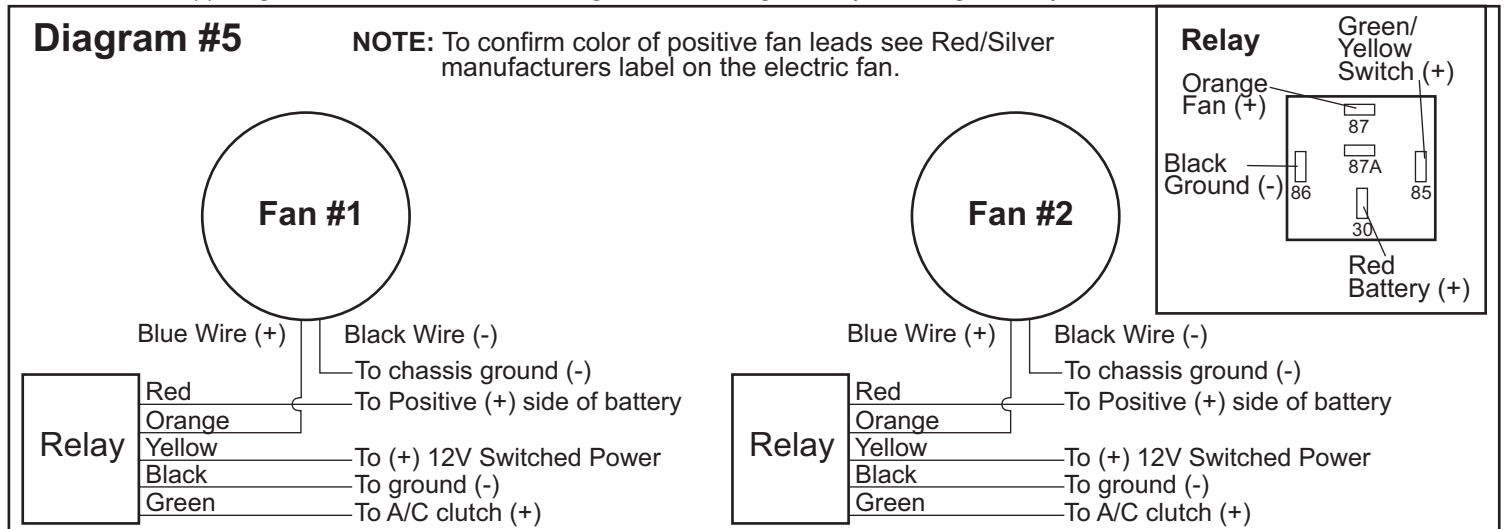 Diagram #5
NOTE: To confirm color of positive fan leads see Red/Silver
manufacturers label on the electric fan.
Fan #1
Blue Wire (+)
Black Wire (-)
To chassis ground (-)
Relay
Red
To Positive (+) side of battery
Orange
Yellow
To (+) 12V Switched Power
Black
To ground (-)
Green
To A/C clutch (+)
Fan #2
Blue Wire (+)
Black Wire (-)
To chassis ground (-)
Relay
Red
To Positive (+) side of battery
Orange
Yellow
To (+) 12V Switched Power
Black
To ground (-)
Green
To A/C clutch (+)
Relay
Green/
Yellow
Switch (+)
Orange
Fan (+)
87
87A
Black
Ground (-)
86
85
30
Red
Battery (+)